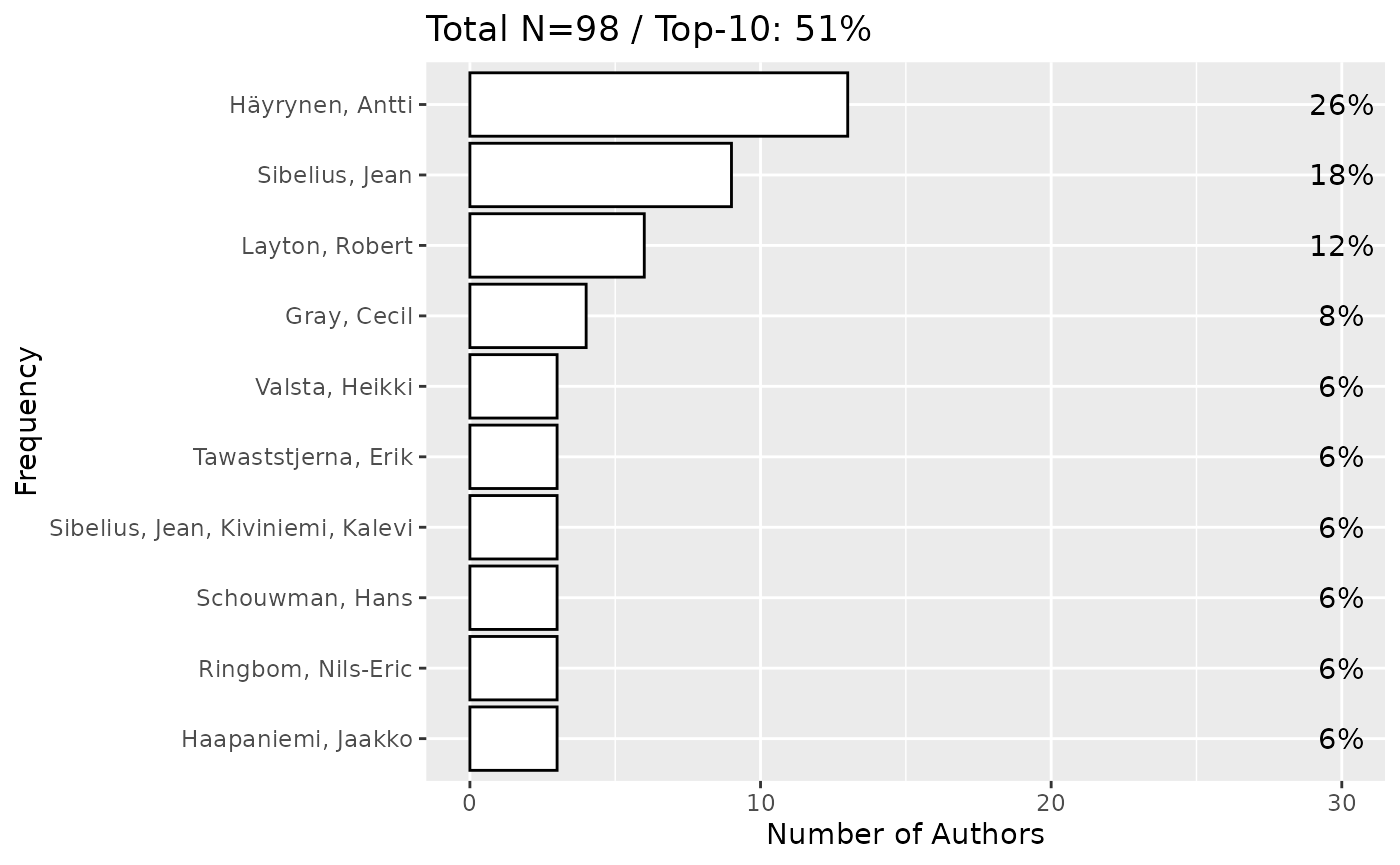 Total N=98 / Top-10: 51%
Häyrynen, Antti
26%
Sibelius, Jean
18%
Layton, Robert
12%
Gray, Cecil
8%
Valsta, Heikki
6%
Tawaststjerna, Erik
6%
Sibelius, Jean, Kiviniemi, Kalevi
6%
Schouwman, Hans
6%
Ringbom, Nils-Eric
6%
Haapaniemi, Jaakko
6%
Frequency
0 10 20 30
Number of Authors